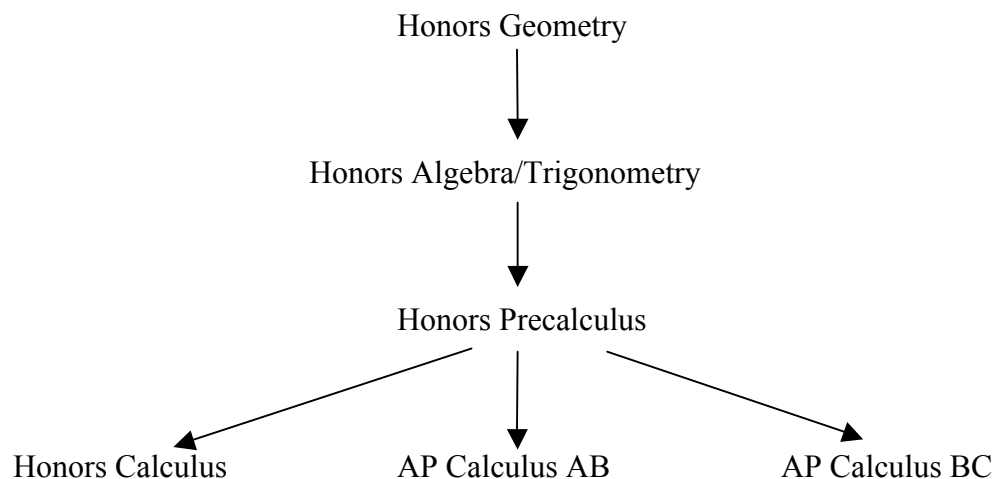 Honors Geometry
Honors Algebra/Trigonometry
Honors Precalculus
Honors Calculus
AP Calculus AB
AP Calculus BC